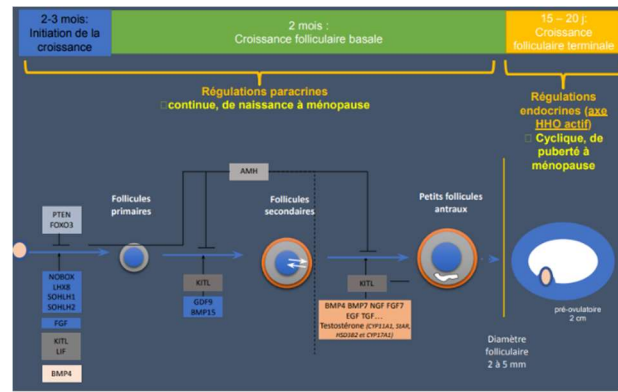 2-3 mois:
Initiation de la
croissance
2 mois :
Croissance folliculaire basale
15 – 20 j:
Croissance
folliculaire terminale
Régulations paracrines
continue, de naissance à ménopause
Régulations
endocrines (axe
HHO actif)
Cyclique, de
puberté à
ménopause
AMH
PTEN
FOXO3
Follicules
primaires
Follicules
secondaires
Petits follicules
antraux
NOBOX
LHX8
SOHLH1
SOHLH2
FGF
KITL
LIF
BMP4
KITL
GDF9
BMP15
KITL
BMP4 BMP7 NGF FGF7
EGF TGF…
Testostérone (CYP11A1, StAR,
HSD3B2 et CYP17A1)
pré-ovulatoire
2 cm
Diamètre
folliculaire
2 à 5 mm